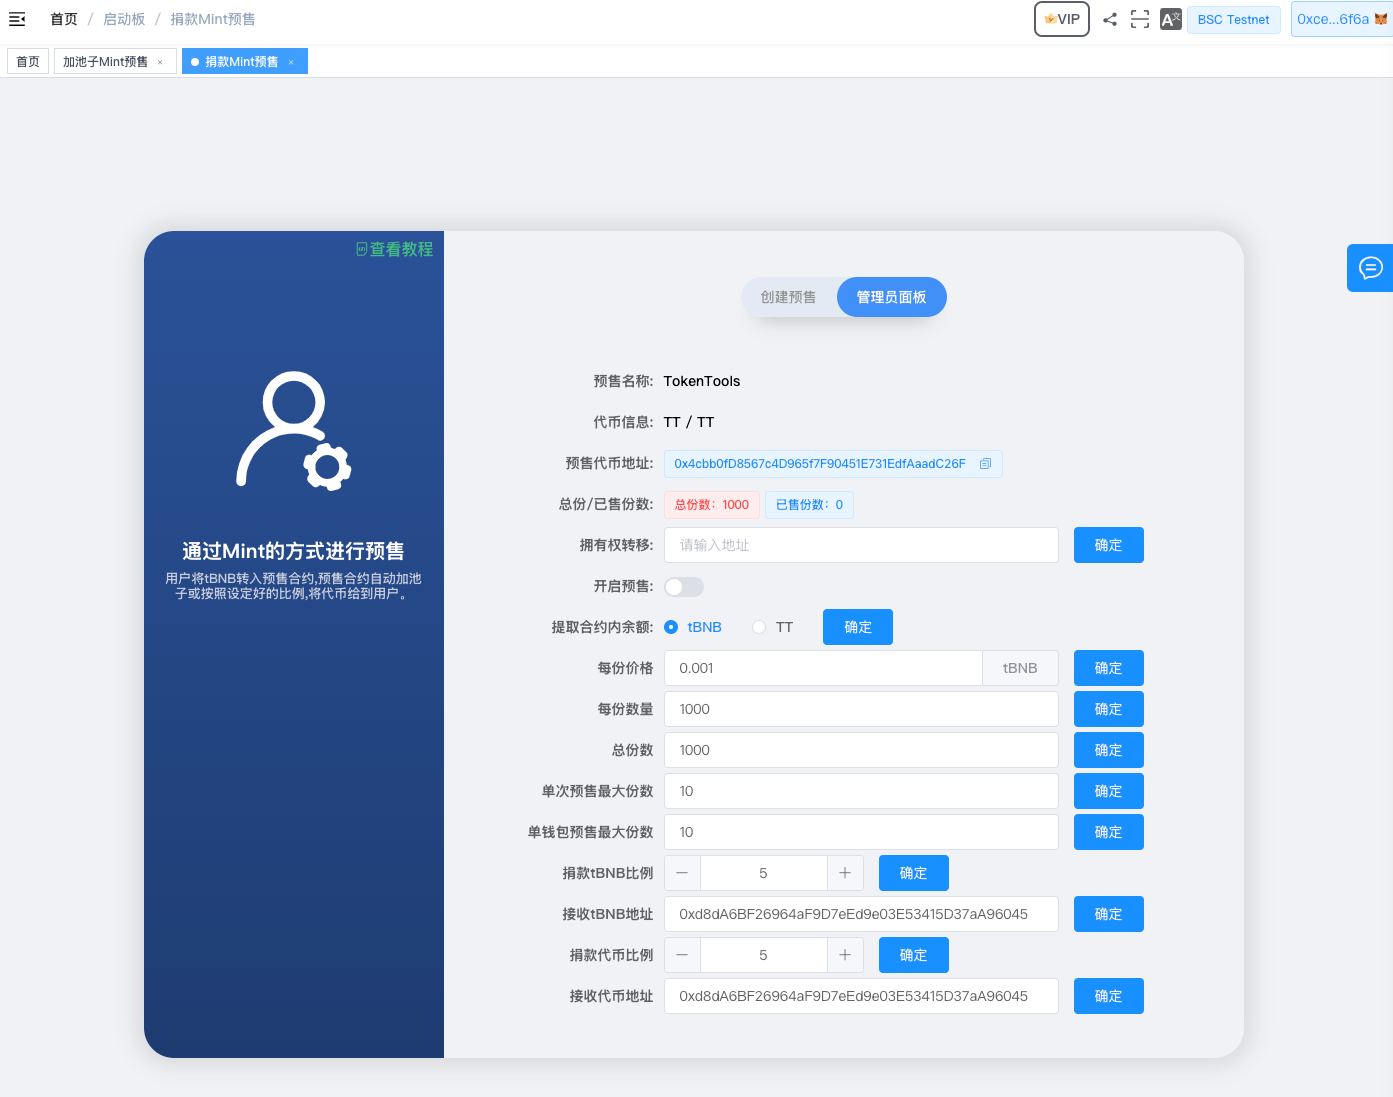 首页 / 启动板 / 捐款Mint预售
VIP
BSC Testnet
0xce...6f6a
首页
加池子Mint预售 ×
捐款Mint预售 ×
查看教程
通过Mint的方式进行预售
用户将tBNB转入预售合约,预售合约自动加池
子或按照设定好的比例,将代币给到用户。
创建预售
管理员面板
预售名称: TokenTools
代币信息: TT / TT
预售代币地址: 0x4cbb0fD8567c4D965f7F90451E731EdfAaadC26F
总份/已售份数: 总份数：1000 已售份数：0
拥有权转移: 请输入地址 确定
开启预售:
提取合约内余额: tBNB TT 确定
每份价格 0.001 tBNB 确定
每份数量 1000 确定
总份数 1000 确定
单次预售最大份数 10 确定
单钱包预售最大份数 10 确定
捐款tBNB比例 5 确定
接收tBNB地址 0xd8dA6BF26964aF9D7eEd9e03E53415D37aA96045 确定
捐款代币比例 5 确定
接收代币地址 0xd8dA6BF26964aF9D7eEd9e03E53415D37aA96045 确定